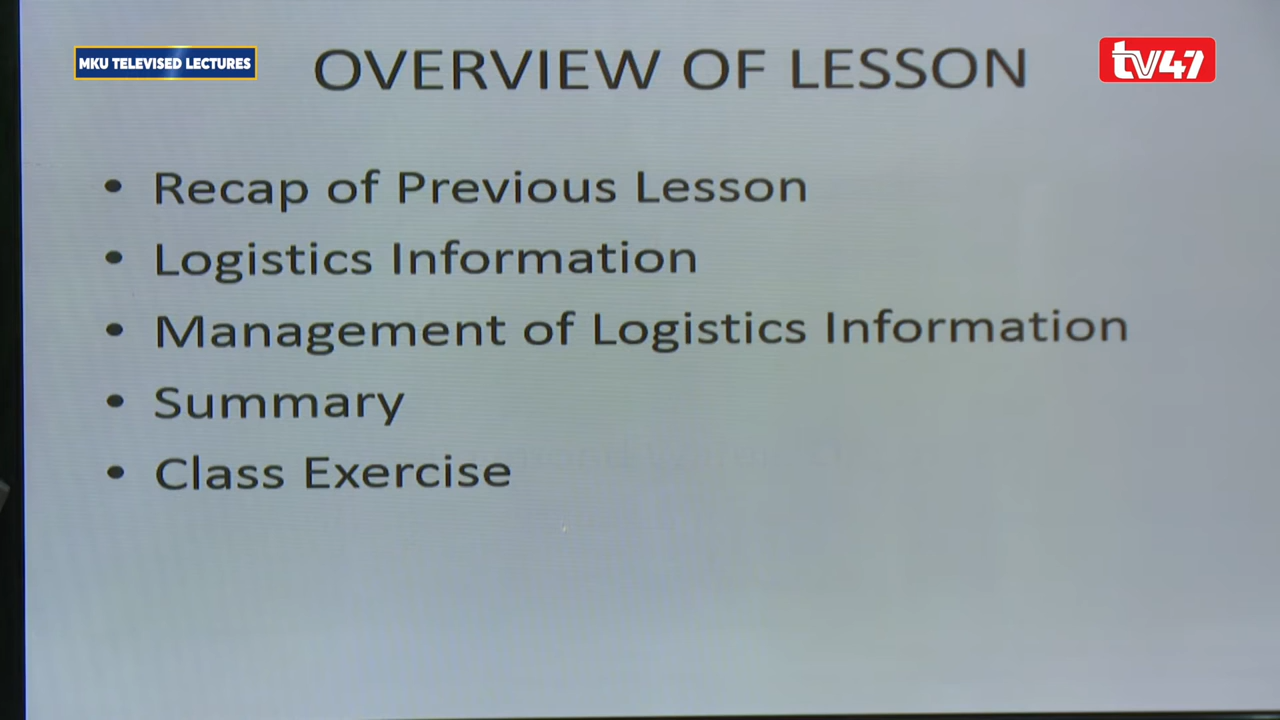 MKU TELEVISED LECTURES
tv47
OVERVIEW OF LESSON
• Recap of Previous Lesson
• Logistics Information
• Management of Logistics Information
• Summary
• Class Exercise